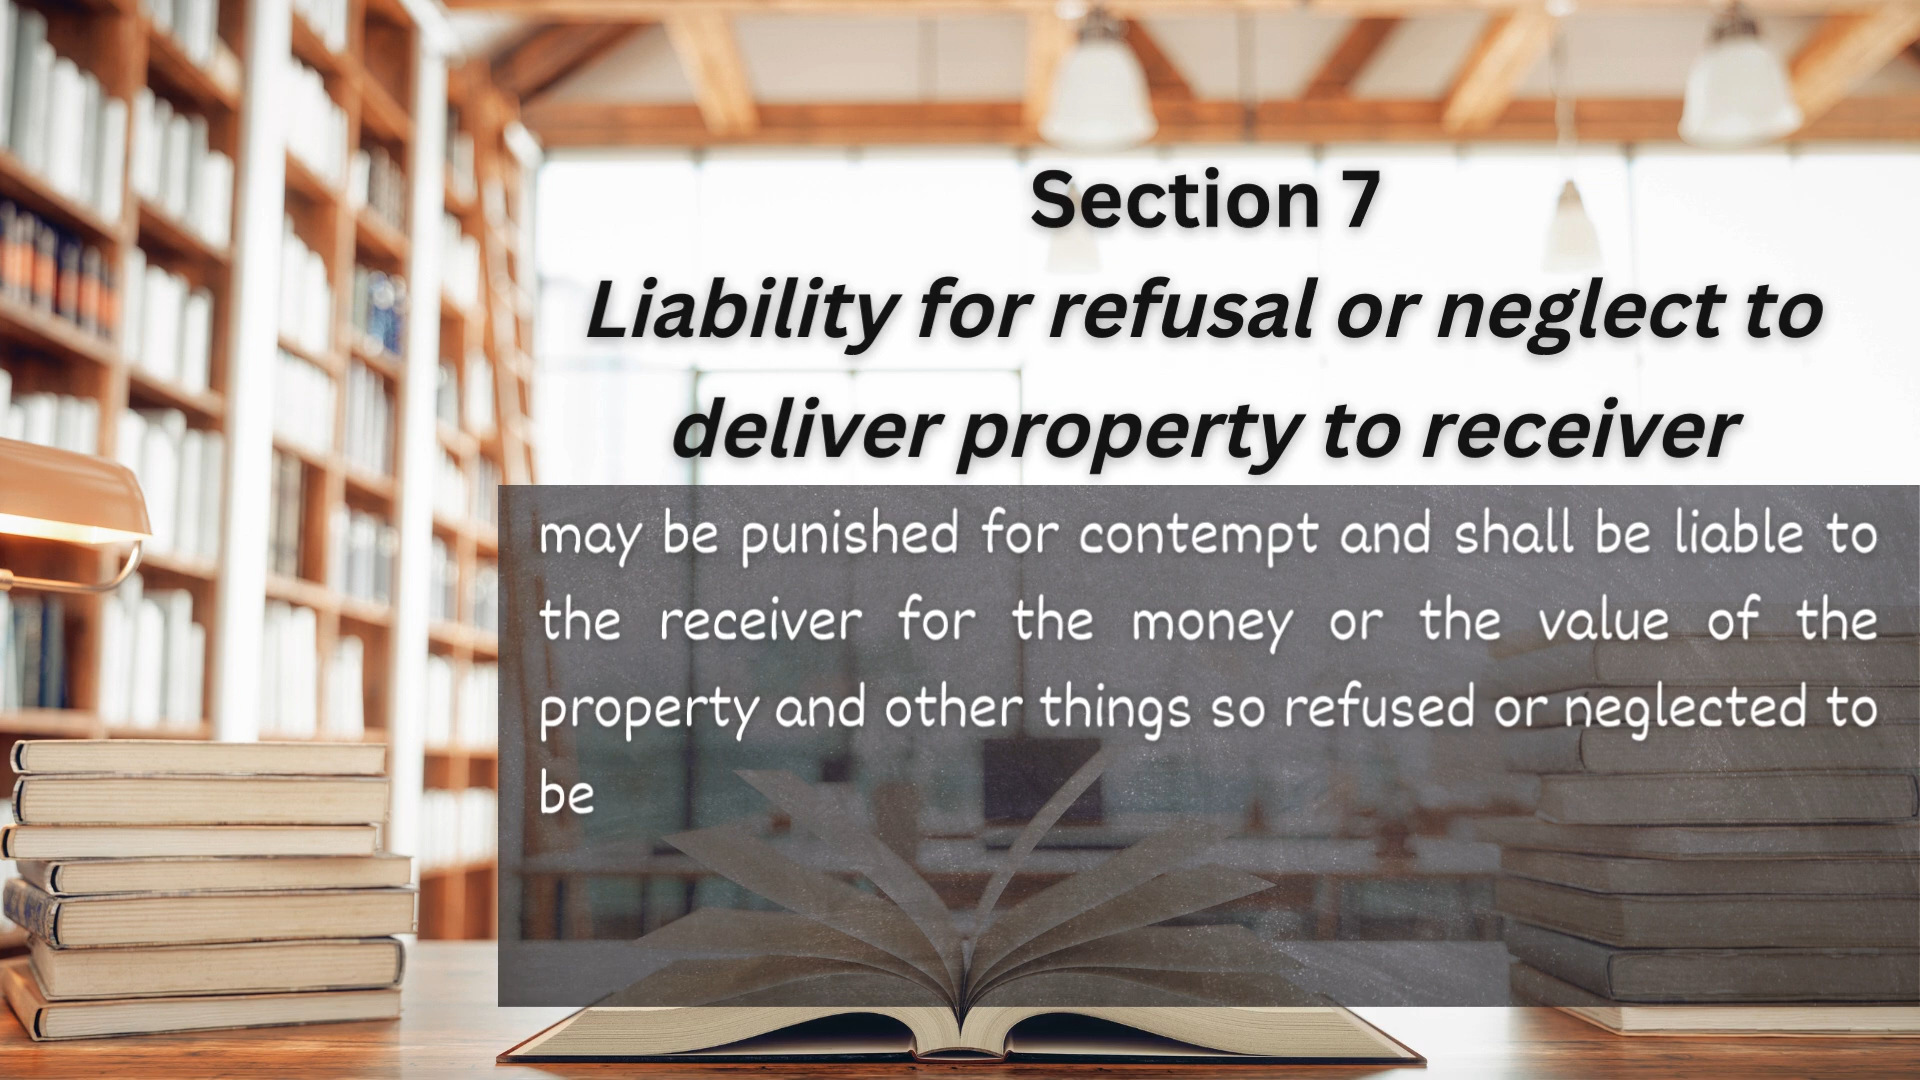 Section 7
Liability for refusal or neglect to
deliver property to receiver
may be punished for contempt and shall be liable to
the receiver for the money or the value of the
property and other things so refused or neglected to
be